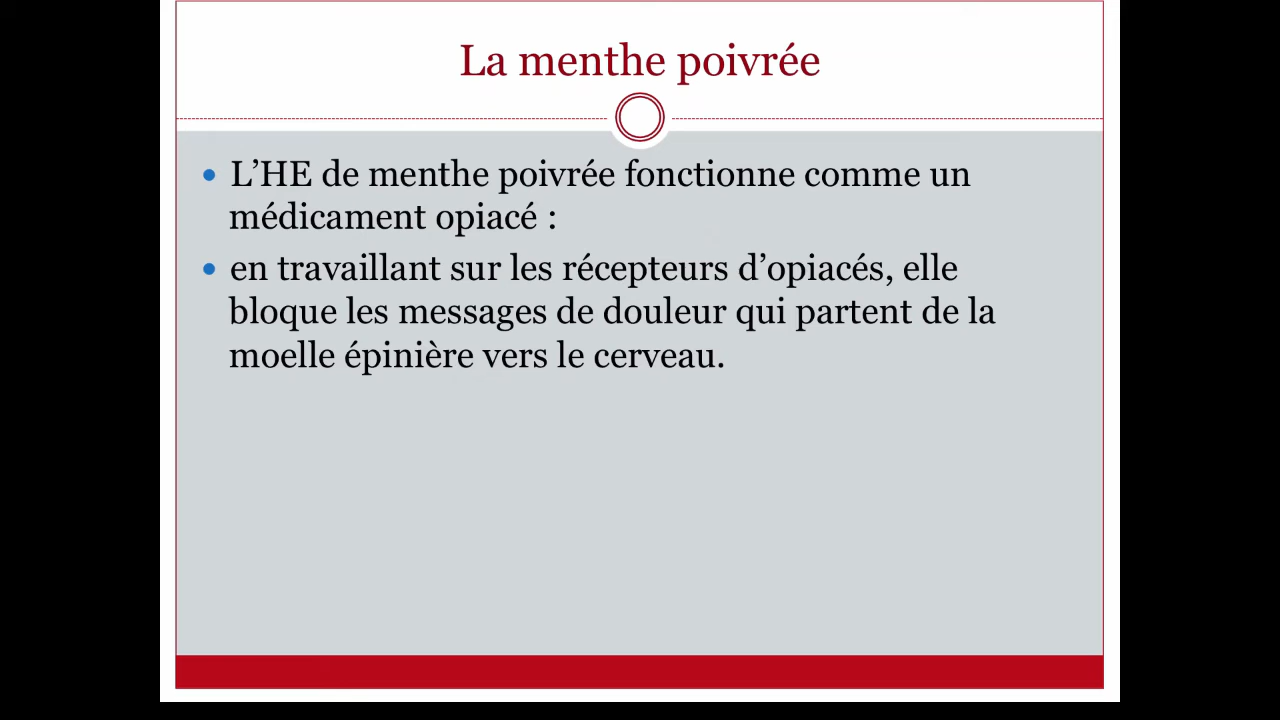 La menthe poivrée
• L’HE de menthe poivrée fonctionne comme un
médicament opiacé :
• en travaillant sur les récepteurs d’opiacés, elle
bloque les messages de douleur qui partent de la
moelle épinière vers le cerveau.